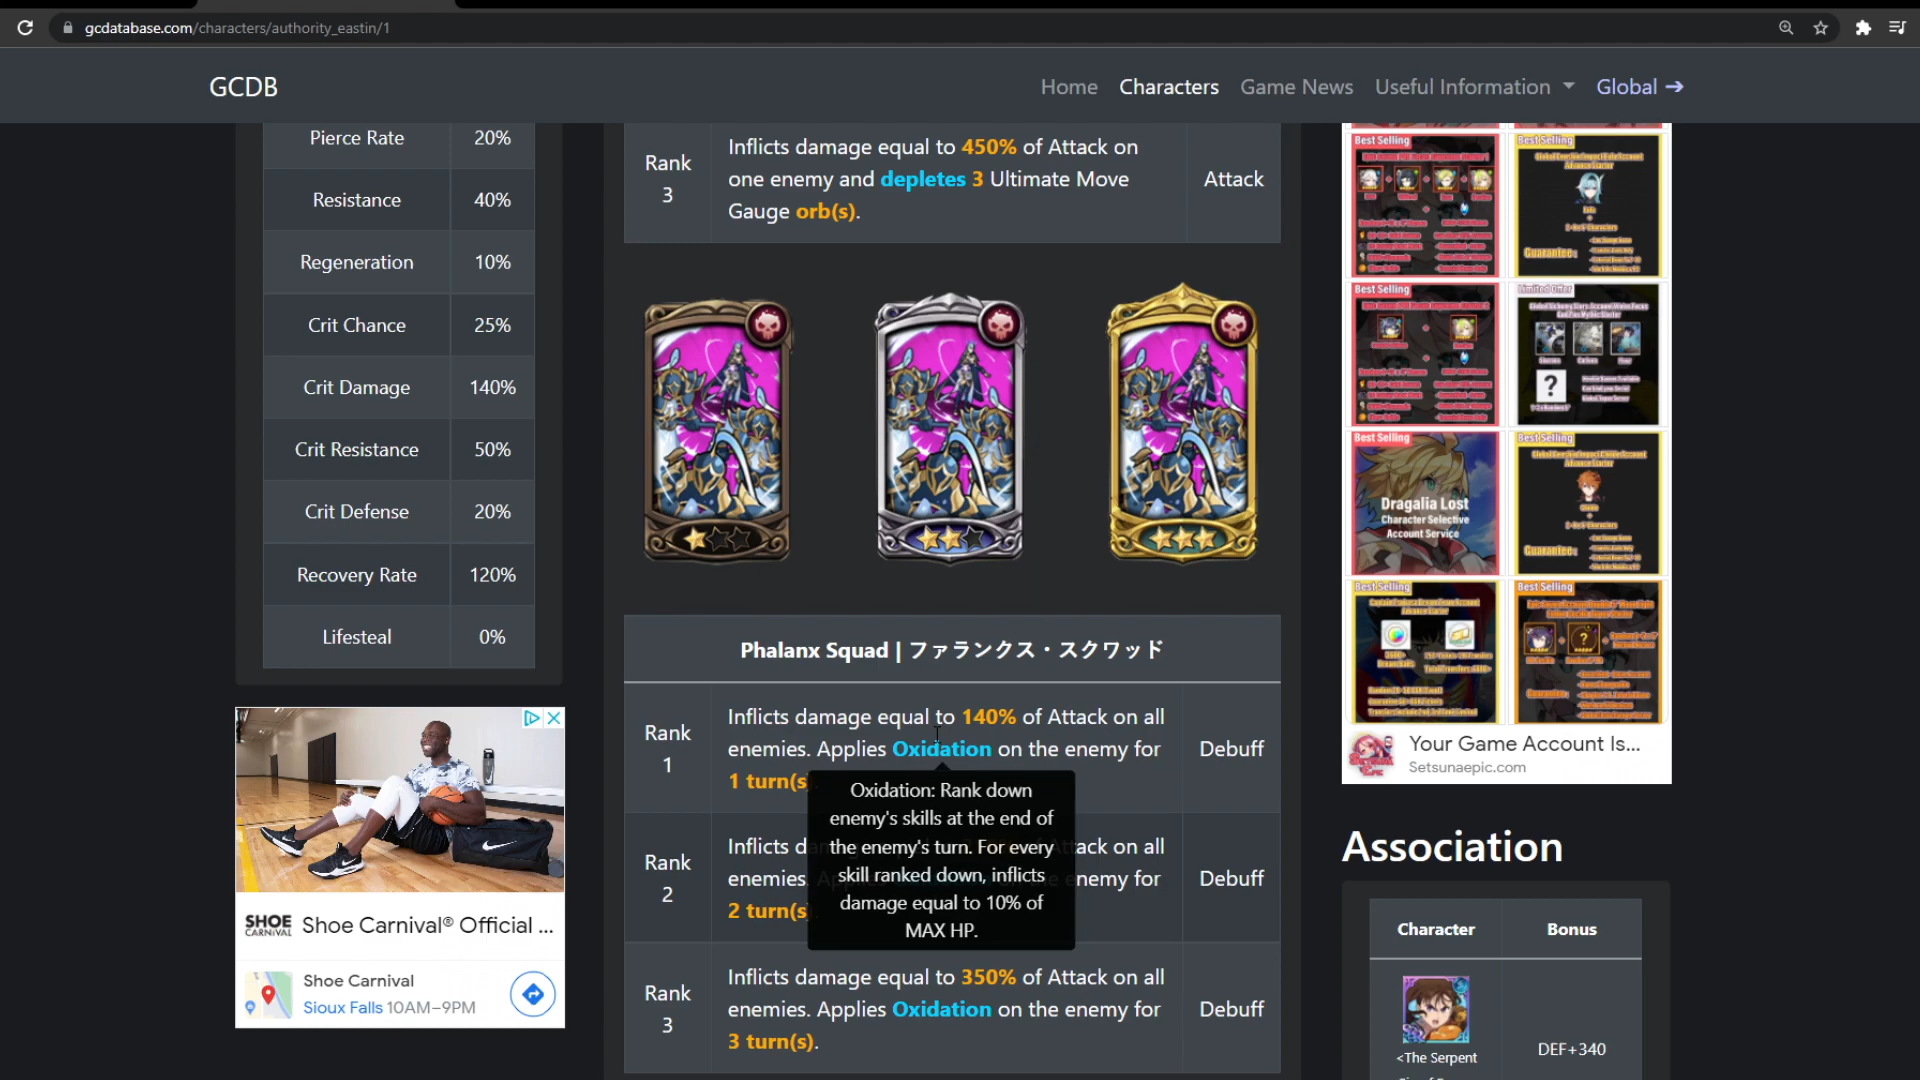 gcdatabase.com/characters/authority_eastin/1
GCDB
Home Characters Game News Useful Information Global
Pierce Rate 20%
Resistance 40%
Regeneration 10%
Crit Chance 25%
Crit Damage 140%
Crit Resistance 50%
Crit Defense 20%
Recovery Rate 120%
Lifesteal 0%
SHOE CARNIVAL
Shoe Carnival® Official ...
Shoe Carnival
Sioux Falls 10AM–9PM
Rank
3
Inflicts damage equal to 450% of Attack on
one enemy and depletes 3 Ultimate Move
Gauge orb(s).
Attack
Phalanx Squad | ファランクス・スクワッド
Rank
1
Inflicts damage equal to 140% of Attack on all
enemies. Applies Oxidation on the enemy for
1 turn(s)
Debuff
Oxidation: Rank down
enemy's skills at the end of
the enemy's turn. For every
skill ranked down, inflicts
damage equal to 10% of
MAX HP.
Rank
2
Inflicts
enemies.
2 turn(s)
of Attack on all
enemy for
Debuff
Rank
3
Inflicts damage equal to 350% of Attack on all
enemies. Applies Oxidation on the enemy for
3 turn(s).
Debuff
Best Selling
Best Selling
Guarantee:
Best Selling
Limited Offer
?
Best Selling
Dragalia Lost
Character Selective
Account Service
Best Selling
Guarantee:
Best Selling
Best Selling
?
Guarantee:
Your Game Account Is...
Setsunaepic.com
Association
Character Bonus
<The Serpent
DEF+340